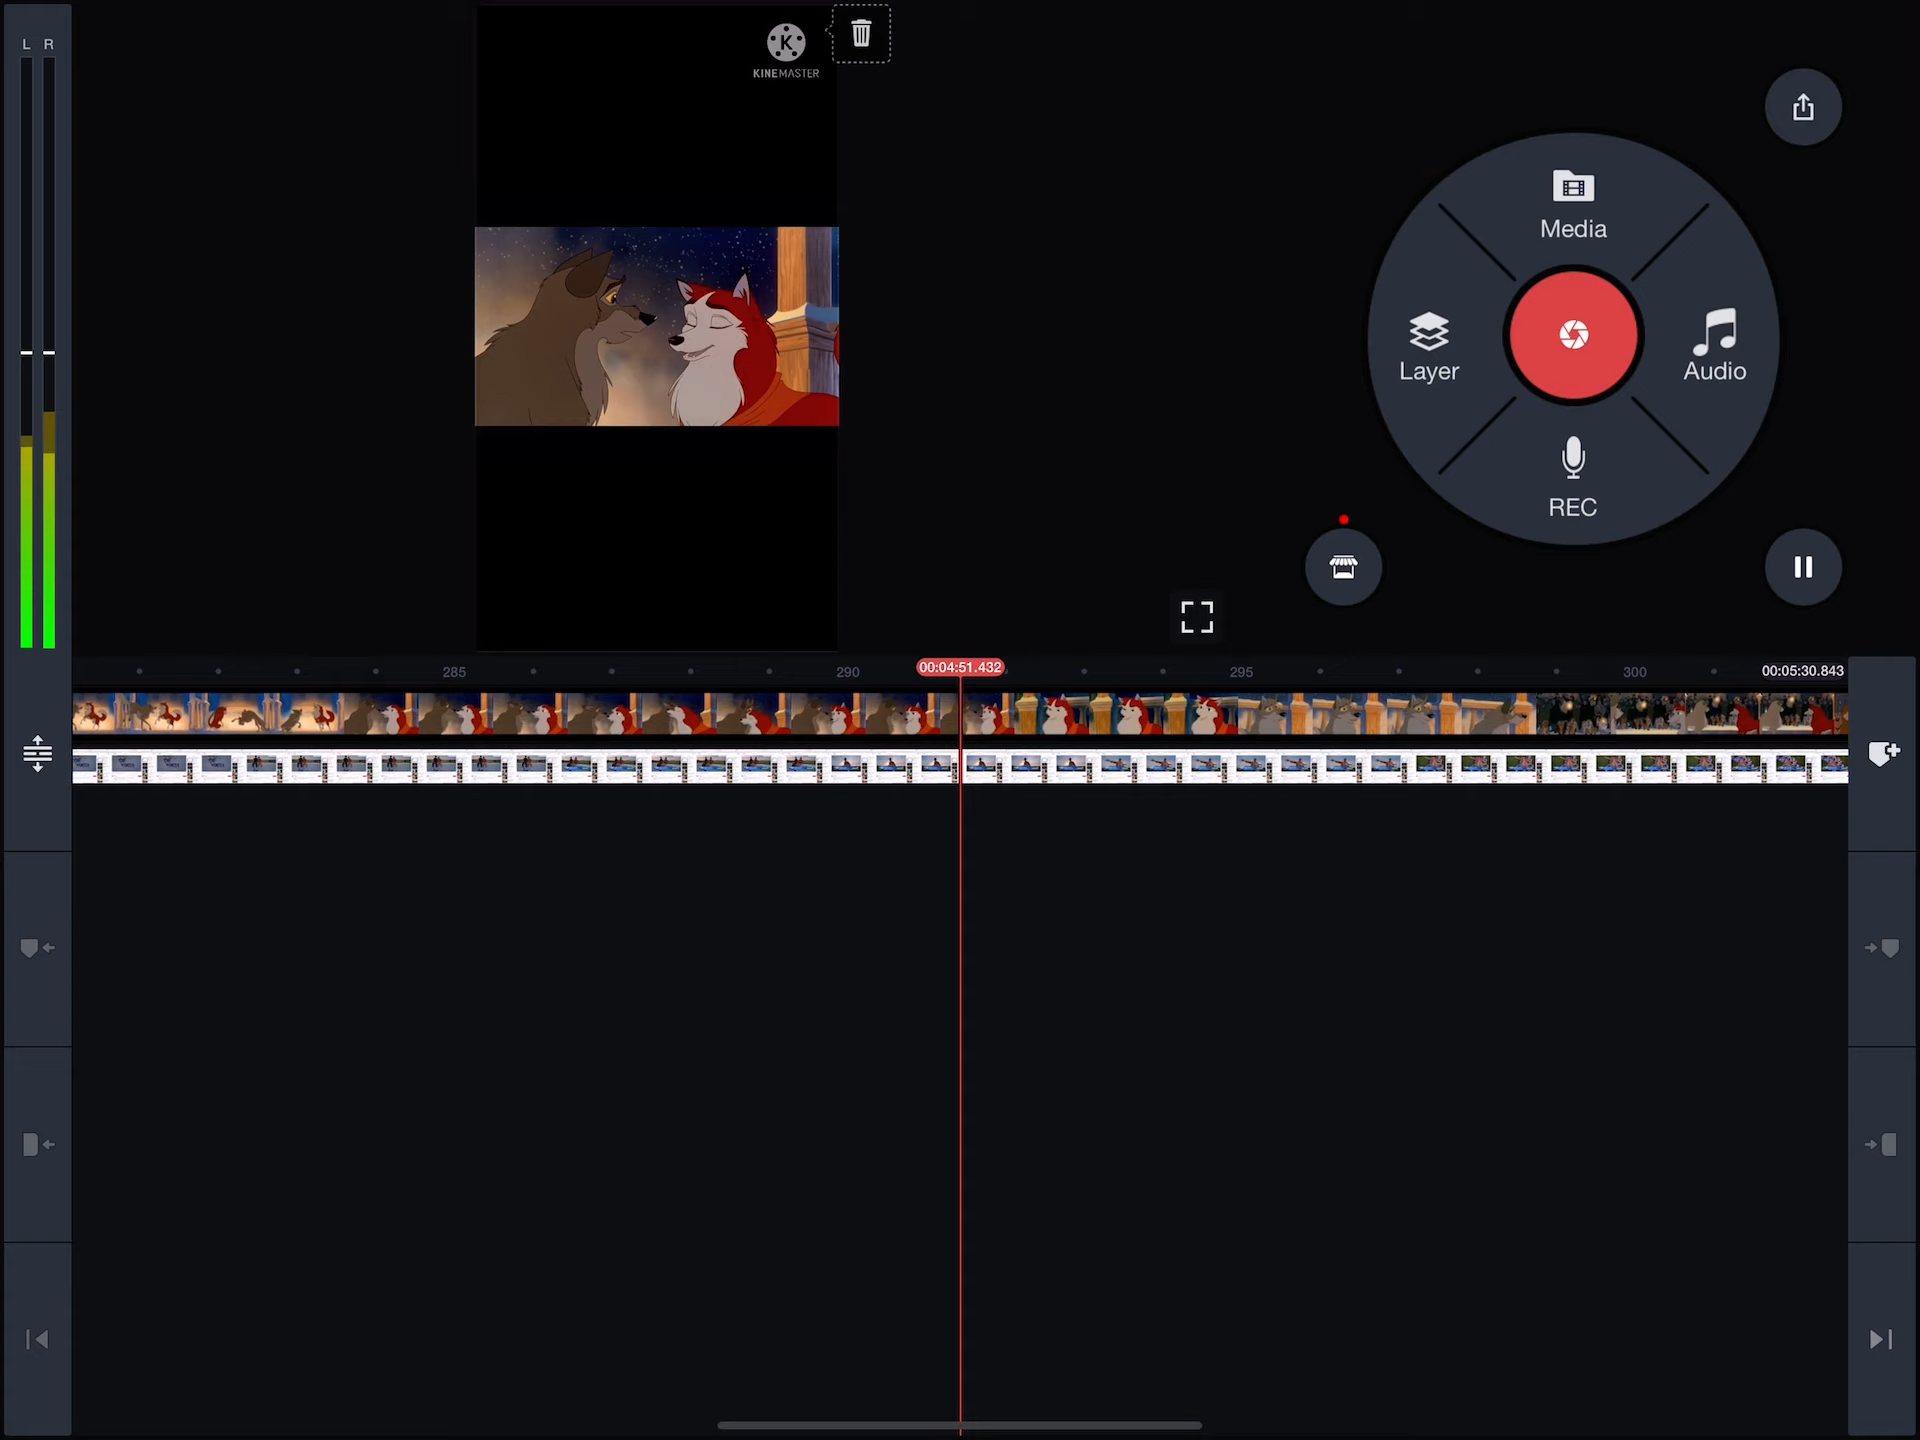 L R
KINEMASTER
Media
Layer
Audio
REC
285
290
00:04:51.432
295
300
00:05:30.843